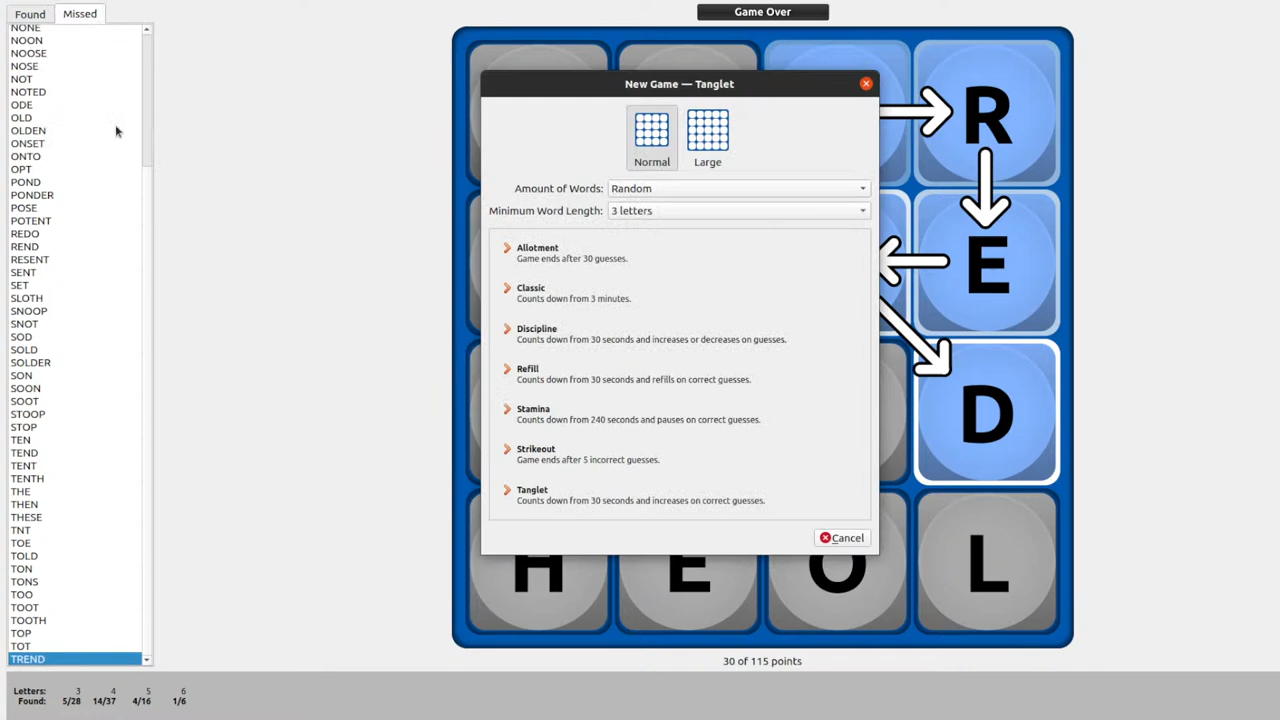 Found Missed
Game Over
NONE
NOON
NOOSE
NOSE
NOT
NOTED
ODE
OLD
OLDEN
ONSET
ONTO
OPT
POND
PONDER
POSE
POTENT
REDO
REND
RESENT
SENT
SET
SLOTH
SNOOP
SNOT
SOD
SOLD
SOLDER
SON
SOON
SOOT
STOOP
STOP
TEN
TEND
TENT
TENTH
THE
THEN
THESE
TNT
TOE
TOLD
TON
TONS
TOO
TOOT
TOOTH
TOP
TOT
TREND
New Game — Tanglet
Normal Large
Amount of Words: Random
Minimum Word Length: 3 letters
Allotment
Game ends after 30 guesses.
Classic
Counts down from 3 minutes.
Discipline
Counts down from 30 seconds and increases or decreases on guesses.
Refill
Counts down from 30 seconds and refills on correct guesses.
Stamina
Counts down from 240 seconds and pauses on correct guesses.
Strikeout
Game ends after 5 incorrect guesses.
Tanglet
Counts down from 30 seconds and increases on correct guesses.
Cancel
R
E
D
H E O L
30 of 115 points
Letters: 3 4 5 6
Found: 5/28 14/37 4/16 1/6